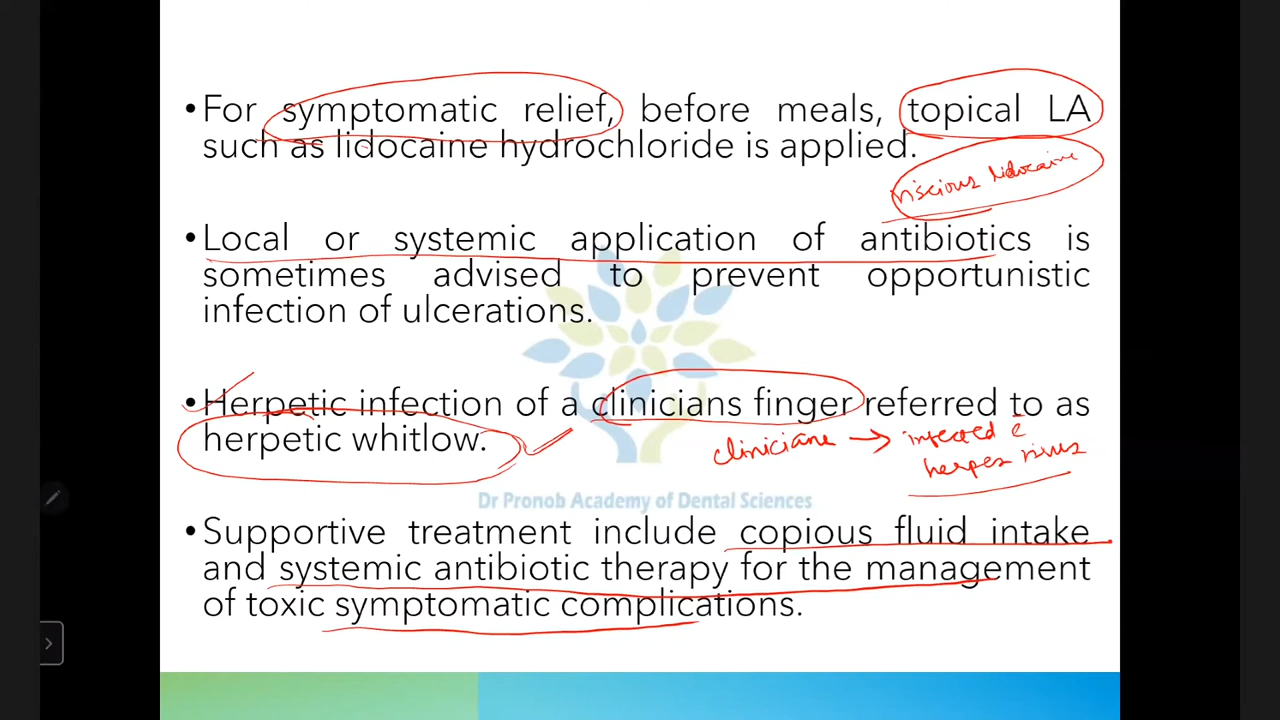 • For symptomatic relief, before meals, topical LA
such as lidocaine hydrochloride is applied.
viscious lidocaine
• Local or systemic application of antibiotics is
sometimes advised to prevent opportunistic
infection of ulcerations.
• Herpetic infection of a clinicians finger referred to as
herpetic whitlow.
cliniciane → infected c̄
herpes virus
Dr Pronob Academy of Dental Sciences
• Supportive treatment include copious fluid intake
and systemic antibiotic therapy for the management
of toxic symptomatic complications.